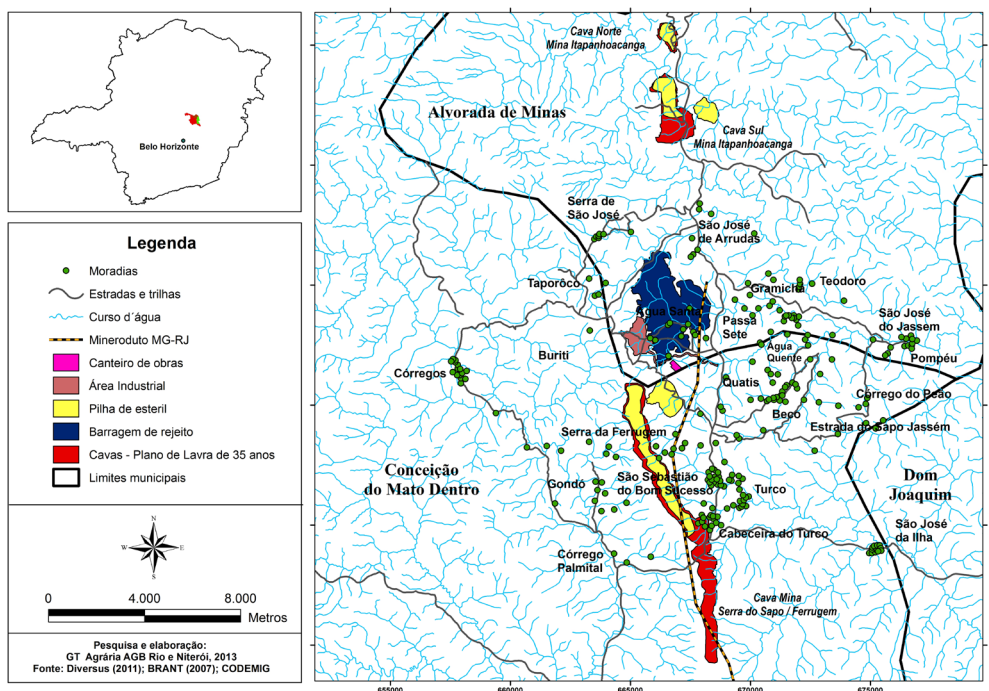 Belo Horizonte
Legenda
Moradias
Estradas e trilhas
Curso d´água
Mineroduto MG-RJ
Canteiro de obras
Área Industrial
Pilha de esteril
Barragem de rejeito
Cavas - Plano de Lavra de 35 anos
Limites municipais
N
W
E
S
0
4.000
8.000
Metros
Pesquisa e elaboração:
GT Agrária AGB Rio e Niterói, 2013
Fonte: Diversus (2011); BRANT (2007); CODEMIG
Cava Norte
Mina Itapanhoacanga
Alvorada de Minas
Cava Sul
Mina Itapanhoacanga
Serra de
São José
São José
de Arrudas
Taporôco
Gramichá
Teodoro
Água Santa
Passa
Sete
São José
do Jassem
Buriti
Água
Quente
Pompéu
Córregos
Quatis
Córrego do Peão
Beco
Serra da Ferrugem
Estrada do Sapo Jassém
Conceição
do Mato Dentro
Gondó
São Sebastião
do Bom Sucesso
Turco
Dom
Joaquim
Cabeceira do Turco
São José
da Ilha
Córrego
Palmital
Cava Mina
Serra do Sapo / Ferrugem
655000
660000
665000
670000
675000